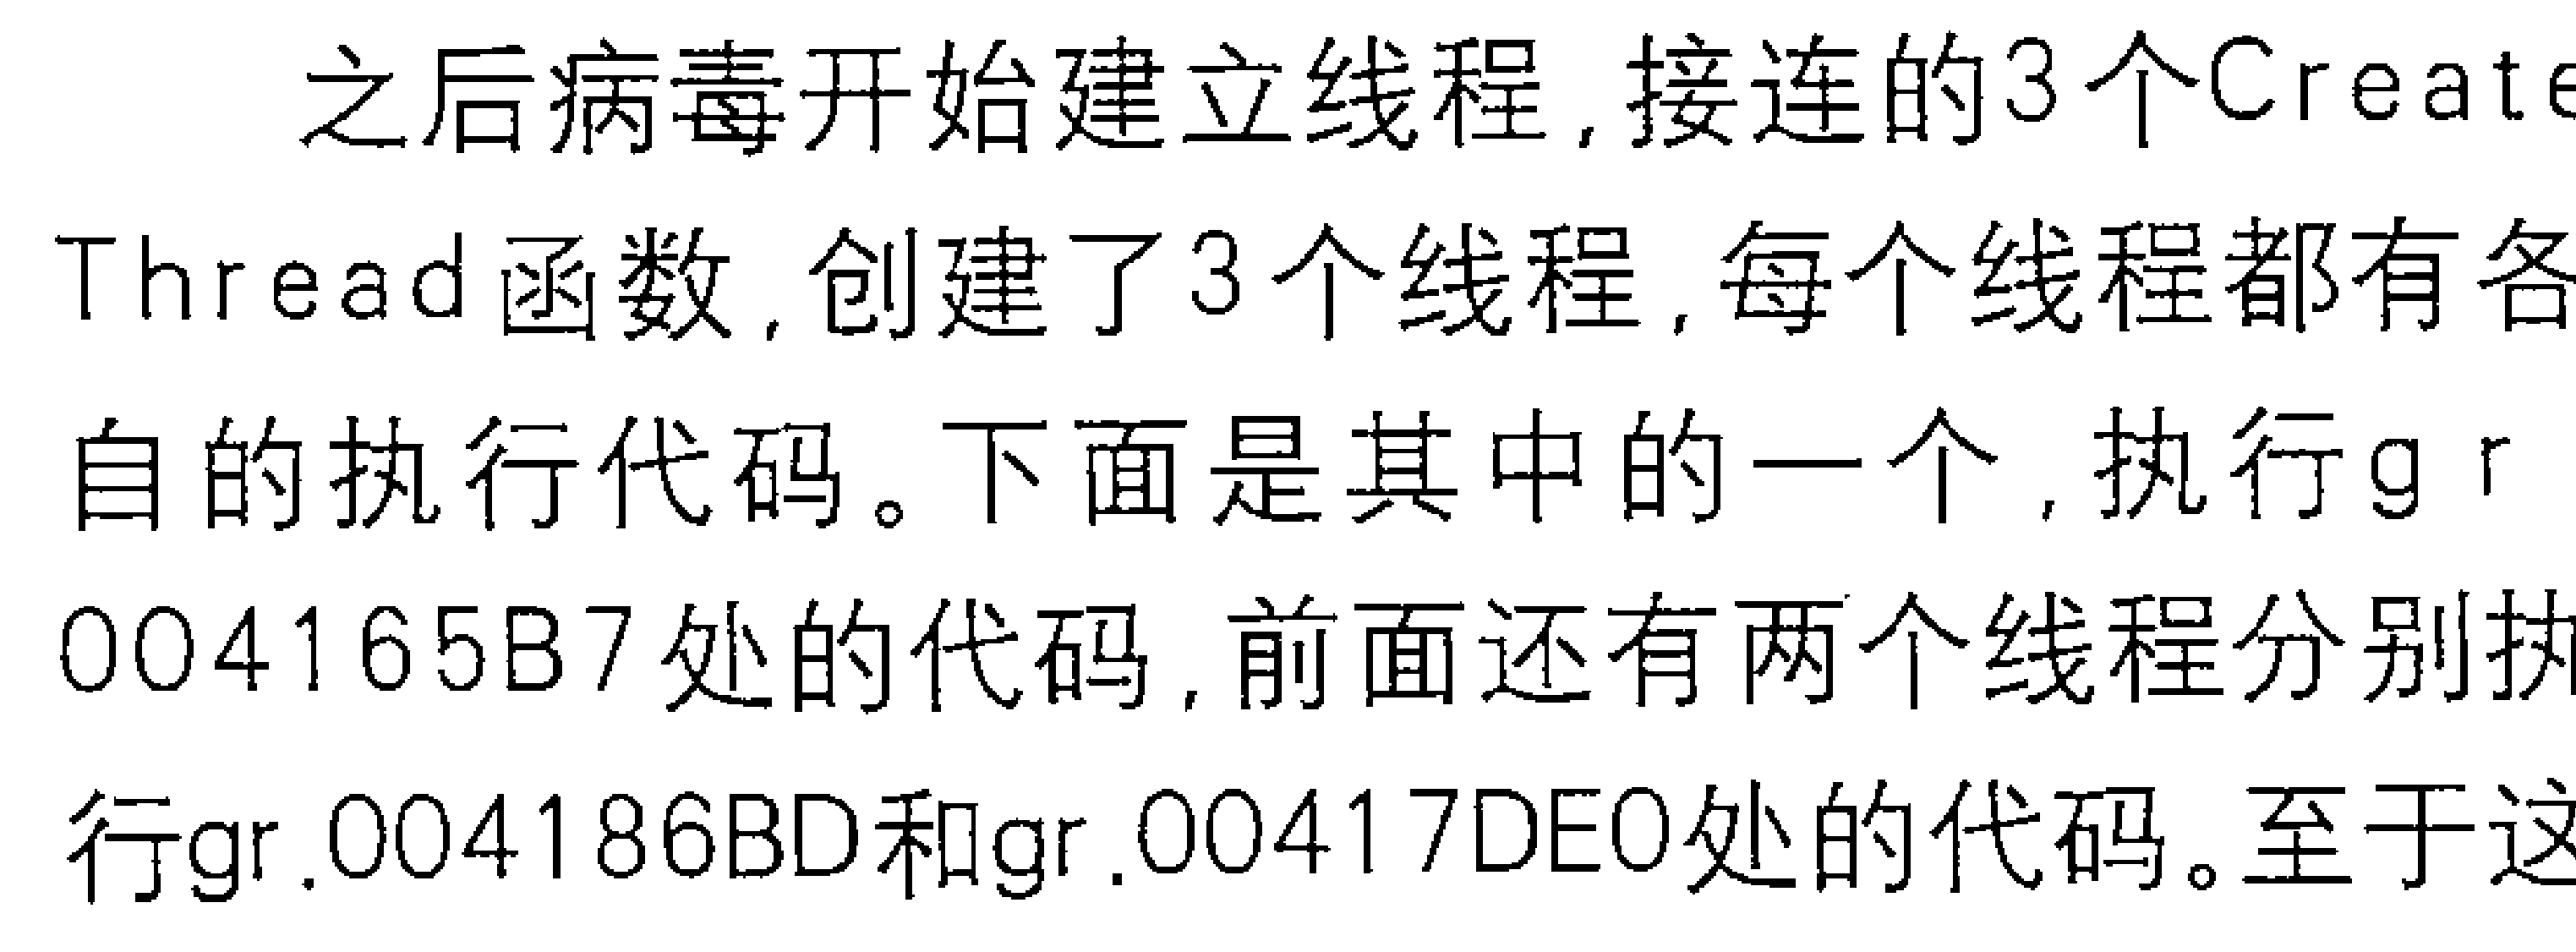 之后病毒开始建立线程,接连的3个Create
Thread函数,创建了3个线程,每个线程都有各
自的执行代码。下面是其中的一个,执行gr
004165B7处的代码,前面还有两个线程分别执
行gr.004186BD和gr.00417DE0处的代码。至于这